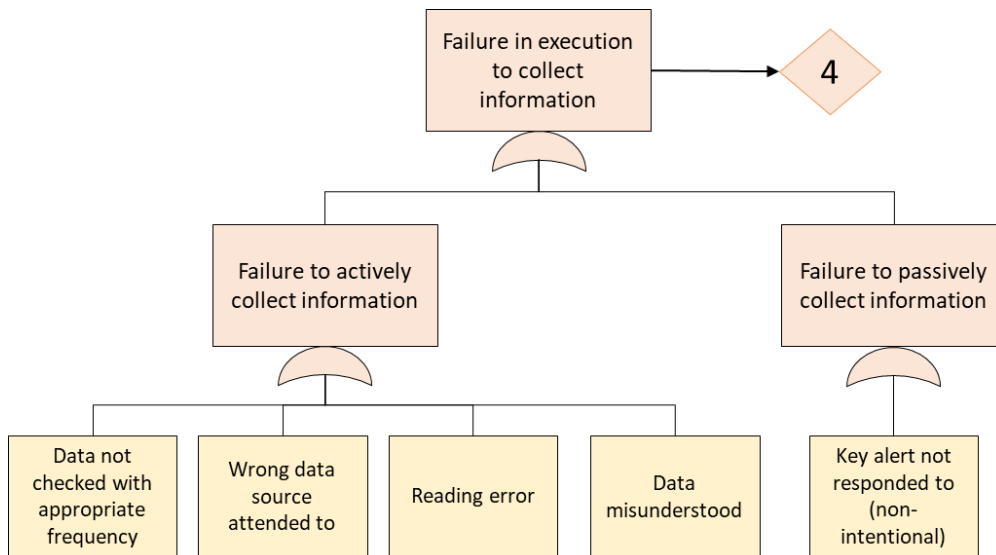 Failure in execution
to collect
information
4
Failure to actively
collect information
Failure to passively
collect information
Data not
checked with
appropriate
frequency
Wrong data
source
attended to
Reading error
Data
misunderstood
Key alert not
responded to
(non-
intentional)